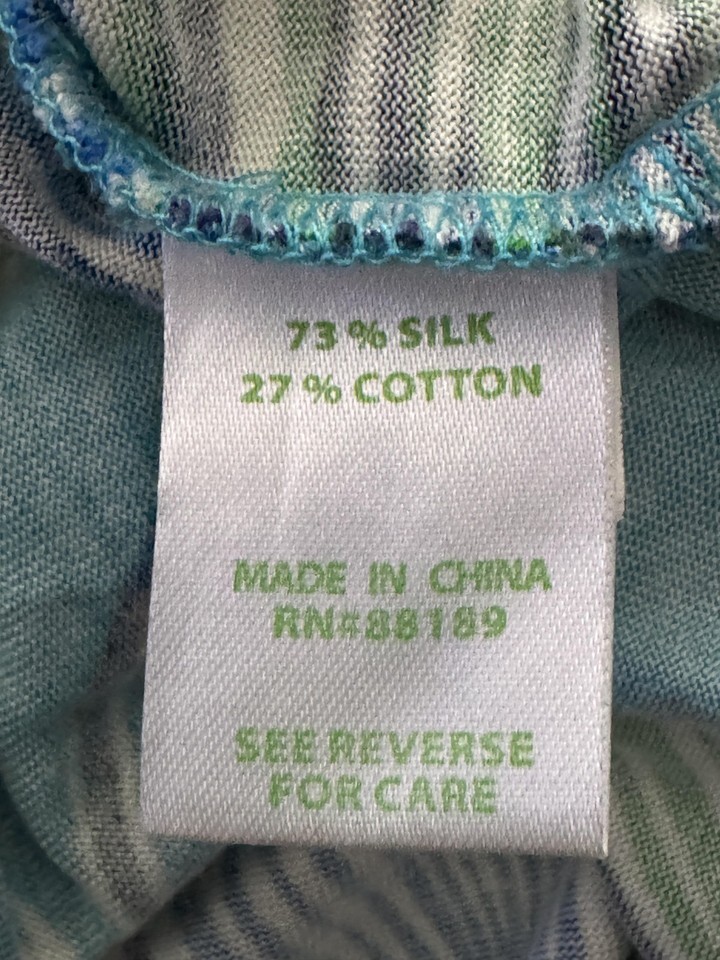 73 % SILK
27 % COTTON
MADE IN CHINA
RN#88189
SEE REVERSE
FOR CARE